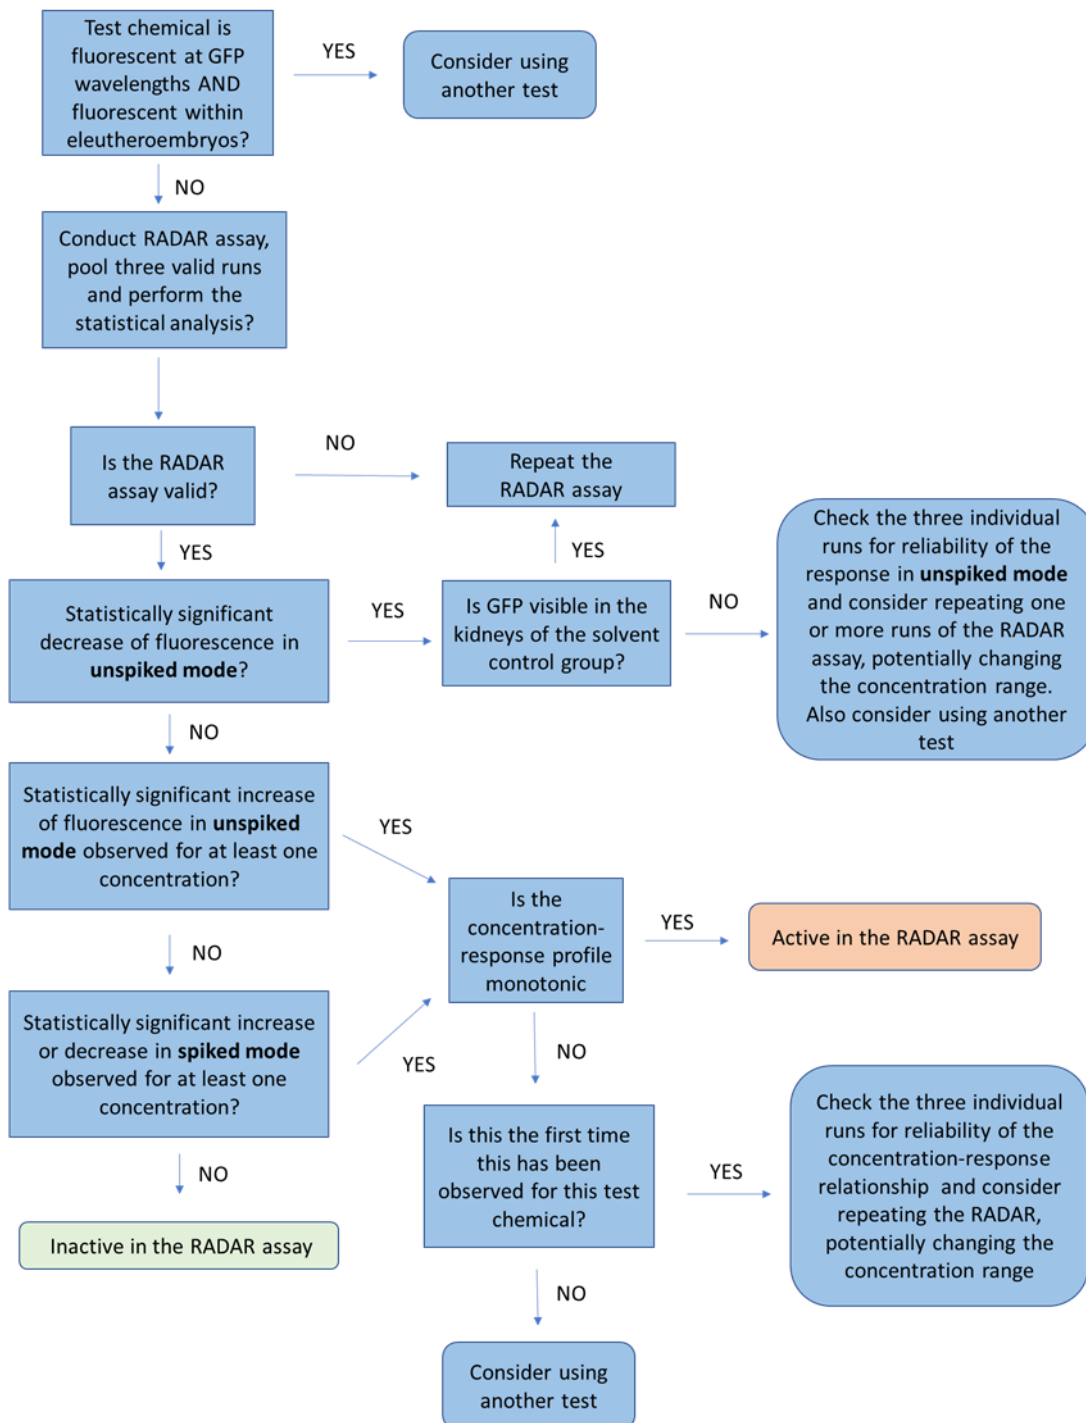 Test chemical is
fluorescent at GFP
wavelengths AND
fluorescent within
eleutheroembryos?
YES
Consider using
another test
NO
Conduct RADAR assay,
pool three valid runs
and perform the
statistical analysis?
Is the RADAR
assay valid?
NO
Repeat the
RADAR assay
YES
YES
Statistically significant
decrease of fluorescence in
unspiked mode?
YES
Is GFP visible in the
kidneys of the solvent
control group?
NO
Check the three individual
runs for reliability of the
response in unspiked mode
and consider repeating one
or more runs of the RADAR
assay, potentially changing
the concentration range.
Also consider using another
test
NO
Statistically significant increase
of fluorescence in unspiked
mode observed for at least one
concentration?
YES
Is the
concentration-
response profile
monotonic
YES
Active in the RADAR assay
NO
Statistically significant increase
or decrease in spiked mode
observed for at least one
concentration?
YES
NO
Is this the first time
this has been
observed for this test
chemical?
YES
Check the three individual
runs for reliability of the
concentration-response
relationship and consider
repeating the RADAR,
potentially changing the
concentration range
NO
Inactive in the RADAR assay
NO
Consider using
another test